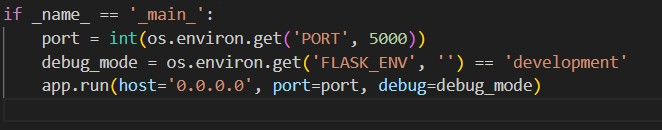 if _name_ == '_main_':
    port = int(os.environ.get('PORT', 5000))
    debug_mode = os.environ.get('FLASK_ENV', '') == 'development'
    app.run(host='0.0.0.0', port=port, debug=debug_mode)